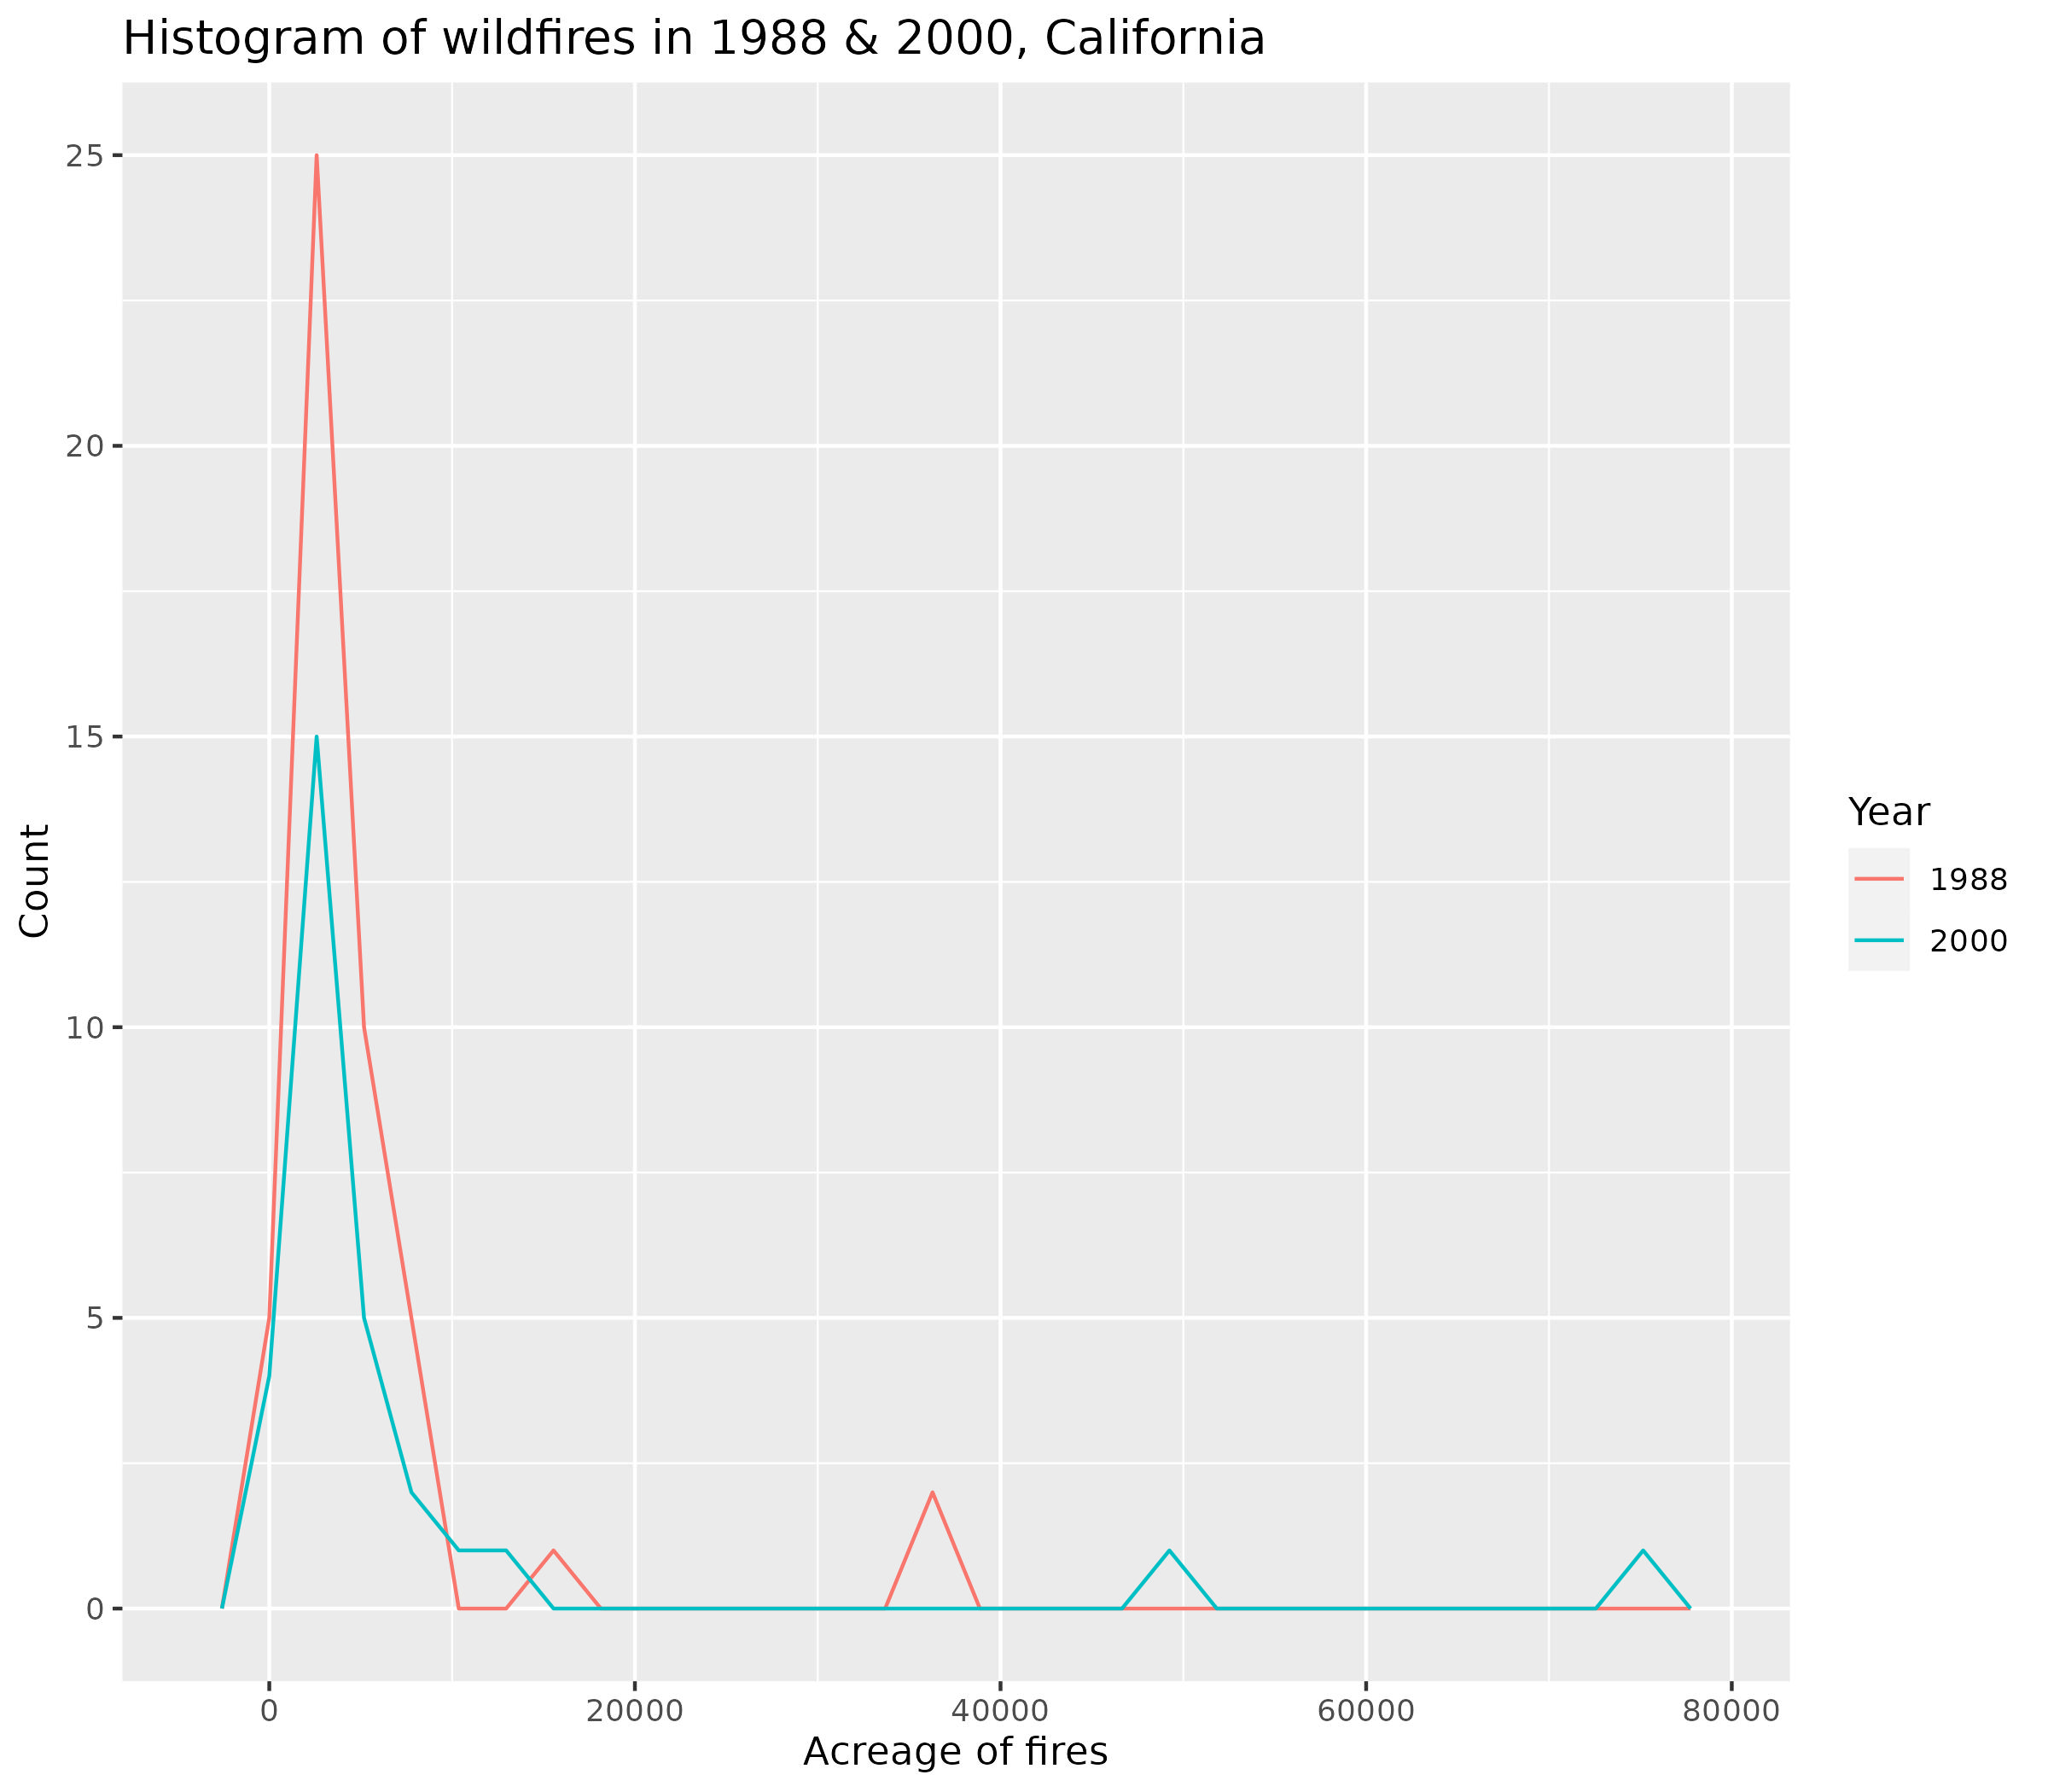 Histogram of wildfires in 1988 & 2000, California
25
20
15
10
5
0
Count
0 20000 40000 60000 80000
Acreage of fires
Year
1988
2000